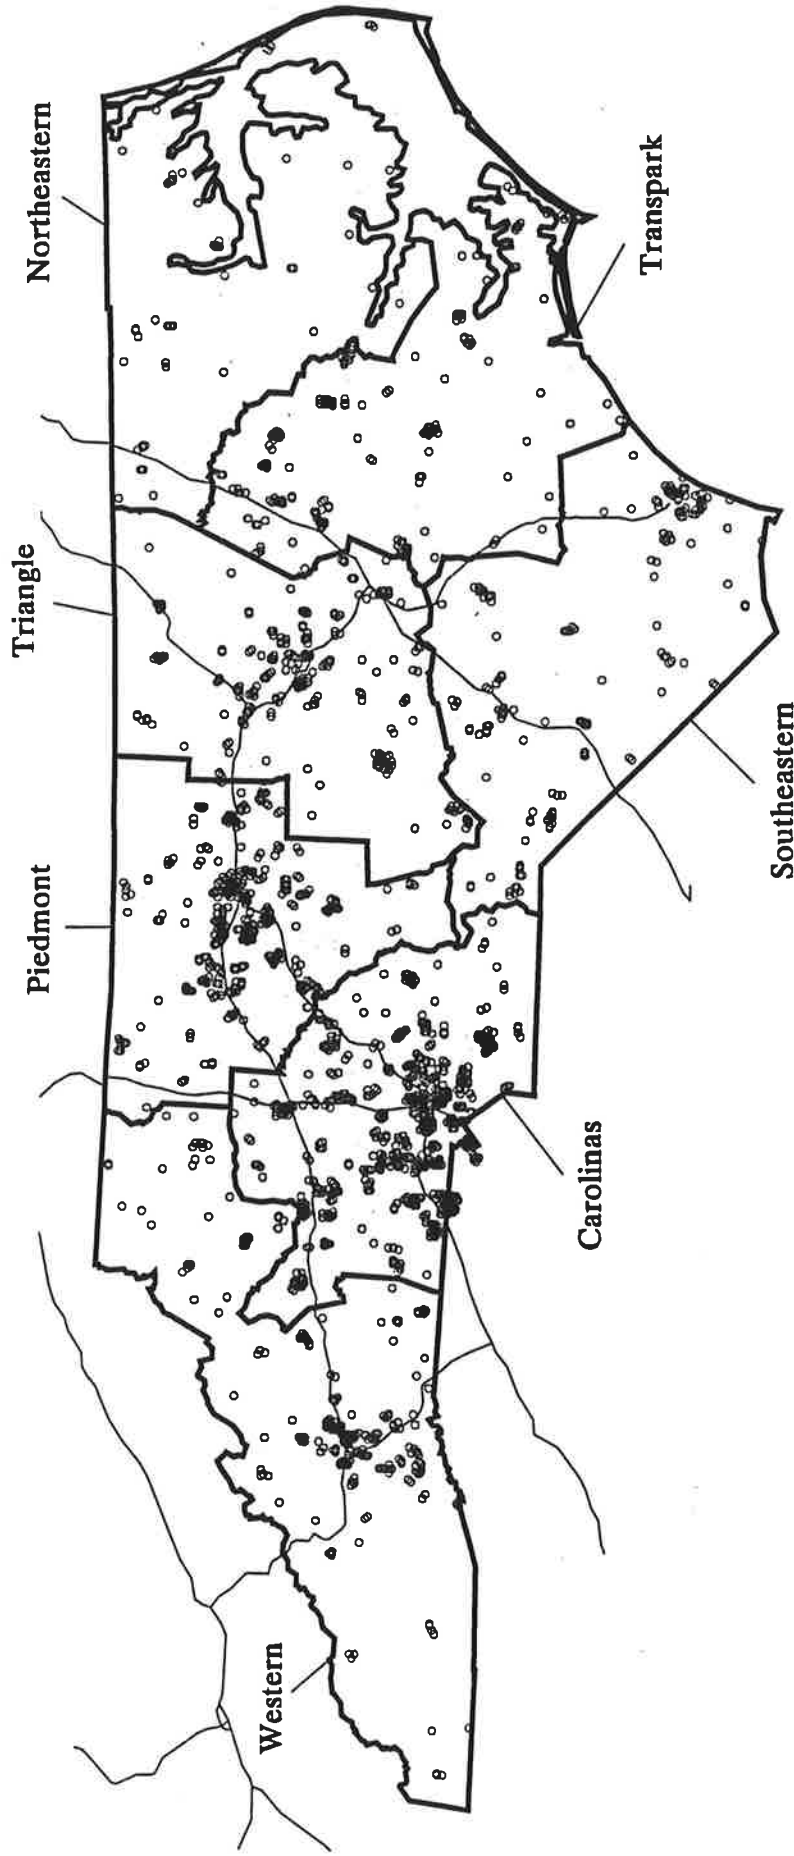 Western
Carolinas
Piedmont
Triangle
Southeastern
Northeastern
Transpark